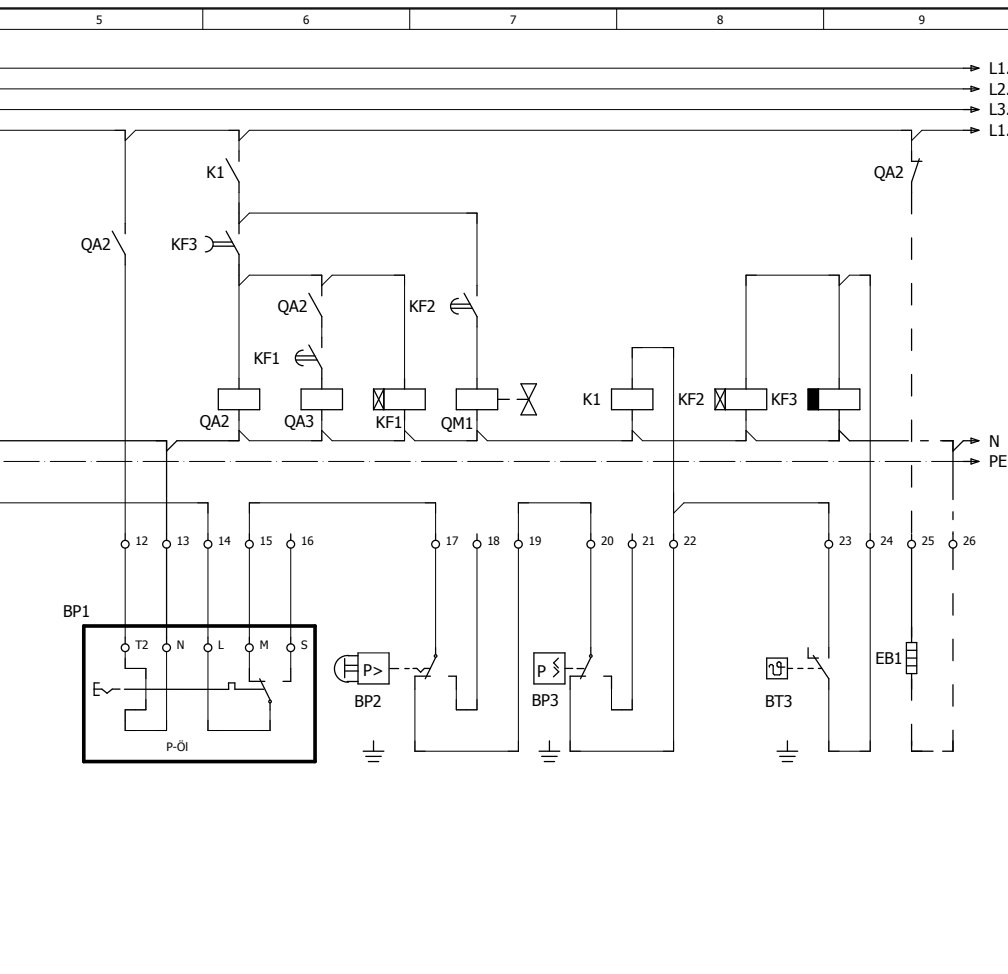 5 6 7 8 9
L1.
L2.
L3.
L1.
K1 QA2
QA2 KF3
QA2 KF2
KF1
K1 KF2 KF3
QA2 QA3 KF1 QM1
N
PE
12 13 14 15 16 17 18 19 20 21 22 23 24 25 26
BP1
T2 N L M S
P> P ϑ EB1
BP2 BP3 BT3
P-Öl